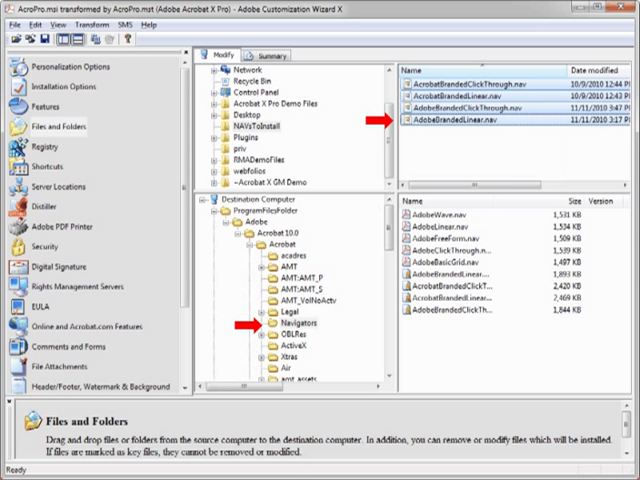 AcroPro.msi transformed by AcroPro.mst (Adobe Acrobat X Pro) - Adobe Customization Wizard X
File Edit View Transform SMS Help
Personalization Options
Installation Options
Features
Files and Folders
Registry
Shortcuts
Server Locations
Distiller
Adobe PDF Printer
Security
Digital Signature
Rights Management Servers
EULA
Online and Acrobat.com Features
Comments and Forms
File Attachments
Header/Footer, Watermark & Background
Modify Summary
Network
Recycle Bin
Control Panel
Acrobat X Pro Demo Files
Desktop
NAVsToInstall
Plugins
priv
RMADemoFiles
webfolios
~Acrobat X GM Demo
Name Date modified
AcrobatBrandedClickThrough.nav 10/9/2010 12:44 P
AcrobatBrandedLinear.nav 10/9/2010 12:43 P
AdobeBrandedClickThrough.nav 11/11/2010 3:47 P
AdobeBrandedLinear.nav 11/11/2010 3:17 P
Destination Computer
ProgramFilesFolder
Adobe
Acrobat 10.0
Acrobat
acadres
AMT
AMT:AMT_P
AMT:AMT_S
AMT_VolNoActv
Legal
Navigators
OBLRes
ActiveX
Xtras
Air
amt_assets
Name Size Version
AdobeWave.nav 1,531 KB
AdobeLinear.nav 1,534 KB
AdobeFreeForm.nav 1,509 KB
AdobeClickThrough.n... 1,539 KB
AdobeBasicGrid.nav 1,497 KB
AdobeBrandedLinear.... 1,893 KB
AcrobatBrandedClickT... 2,420 KB
AcrobatBrandedLinear... 2,469 KB
AdobeBrandedClickTh... 1,844 KB
Files and Folders
Drag and drop files or folders from the source computer to the destination computer. In addition, you can remove or modify files which will be installed.
If files are marked as key files, they cannot be removed or modified.
Ready